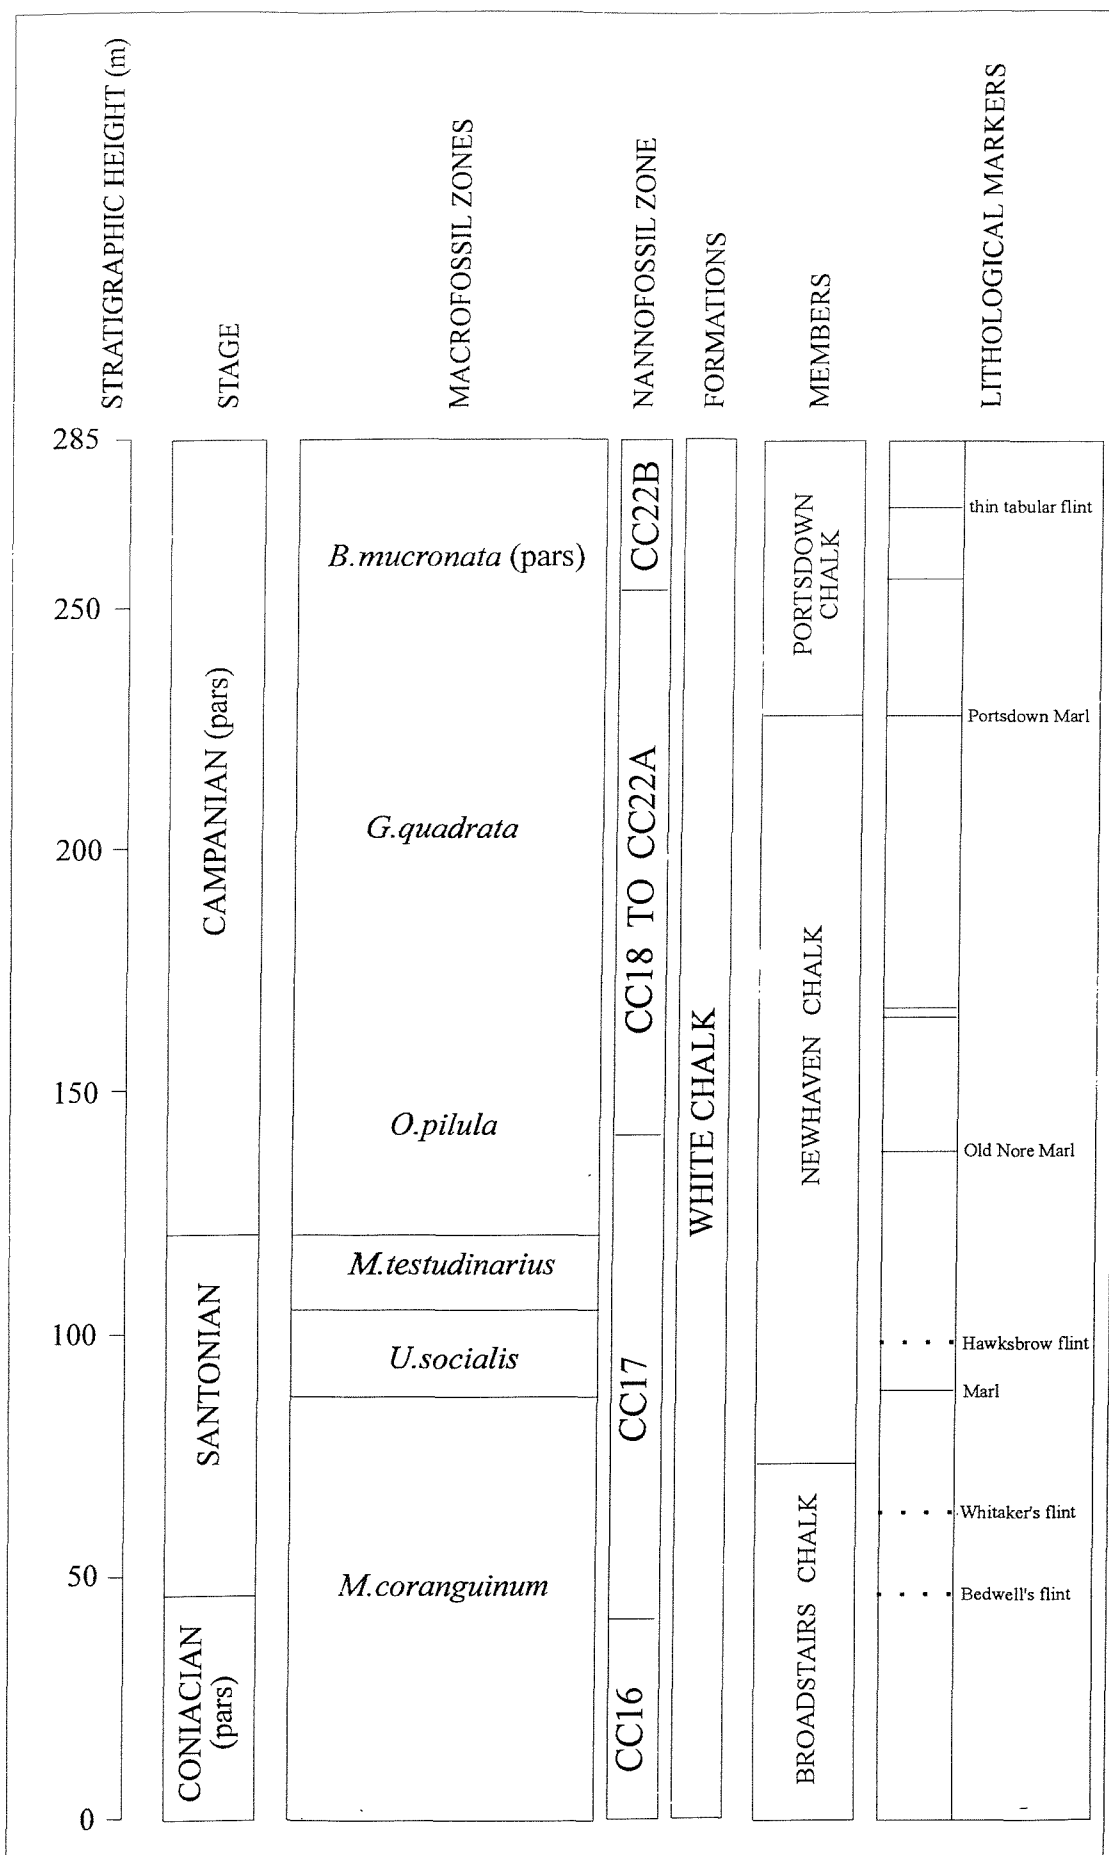 STRATIGRAPHIC HEIGHT (m)
STAGE
MACROFOSSIL ZONES
NANNOFOSSIL ZONE
FORMATIONS
MEMBERS
LITHOLOGICAL MARKERS
285
250
200
150
100
50
0
CAMPANIAN (pars)
SANTONIAN
CONIACIAN
(pars)
B.mucronata (pars)
G.quadrata
O.pilula
M.testudinarius
U.socialis
M.coranguinum
CC22B
CC18 TO CC22A
CC17
CC16
WHITE CHALK
PORTSDOWN
CHALK
NEWHAVEN CHALK
BROADSTAIRS CHALK
thin tabular flint
Portsdown Marl
Old Nore Marl
Hawksbrow flint
Marl
Whitaker's flint
Bedwell's flint